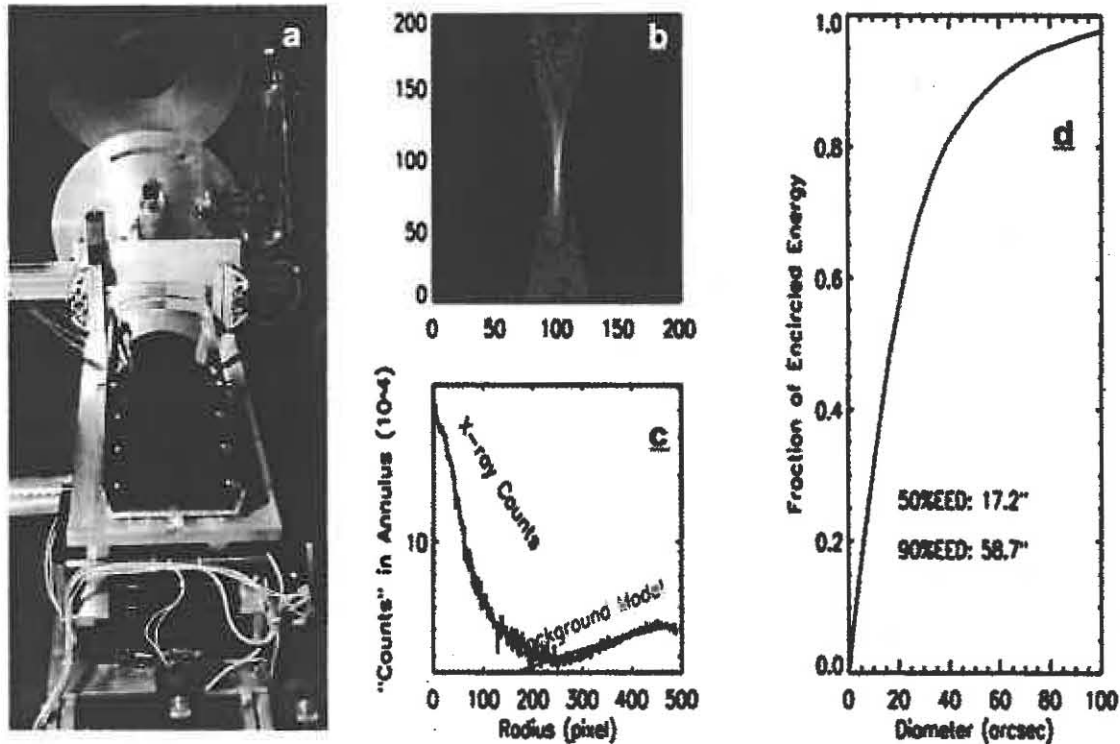 a
200
150
100
50
0
b
0 50 100 150 200
"Counts" in Annulus (10^4)
10
X-ray Counts
Background Model
c
0 100 200 300 400 500
Radius (pixel)
Fraction of Encircled Energy
1.0
0.8
0.6
0.4
0.2
0.0
d
50%EED: 17.2"
90%EED: 58.7"
0 20 40 60 80 100
Diameter (arcsec)